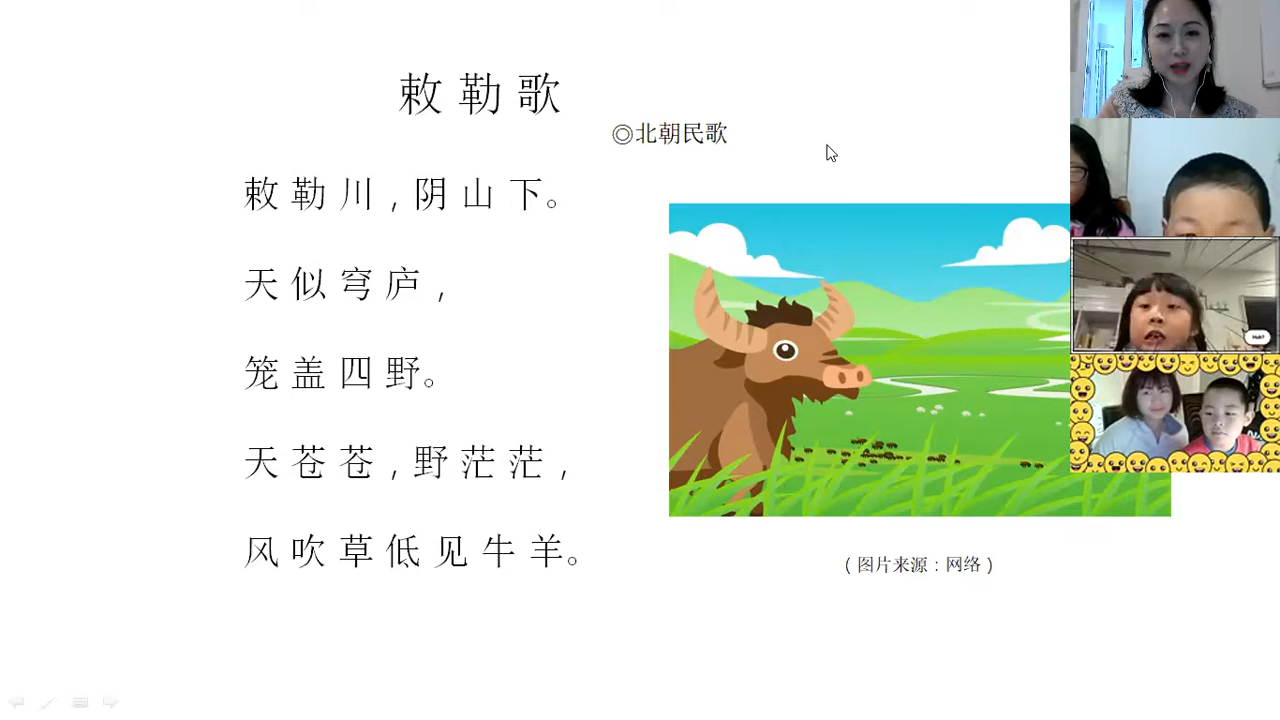 敕勒歌
◎北朝民歌
敕勒川，阴山下。
天似穹庐，
笼盖四野。
天苍苍，野茫茫，
风吹草低见牛羊。
（图片来源：网络）
Huh?